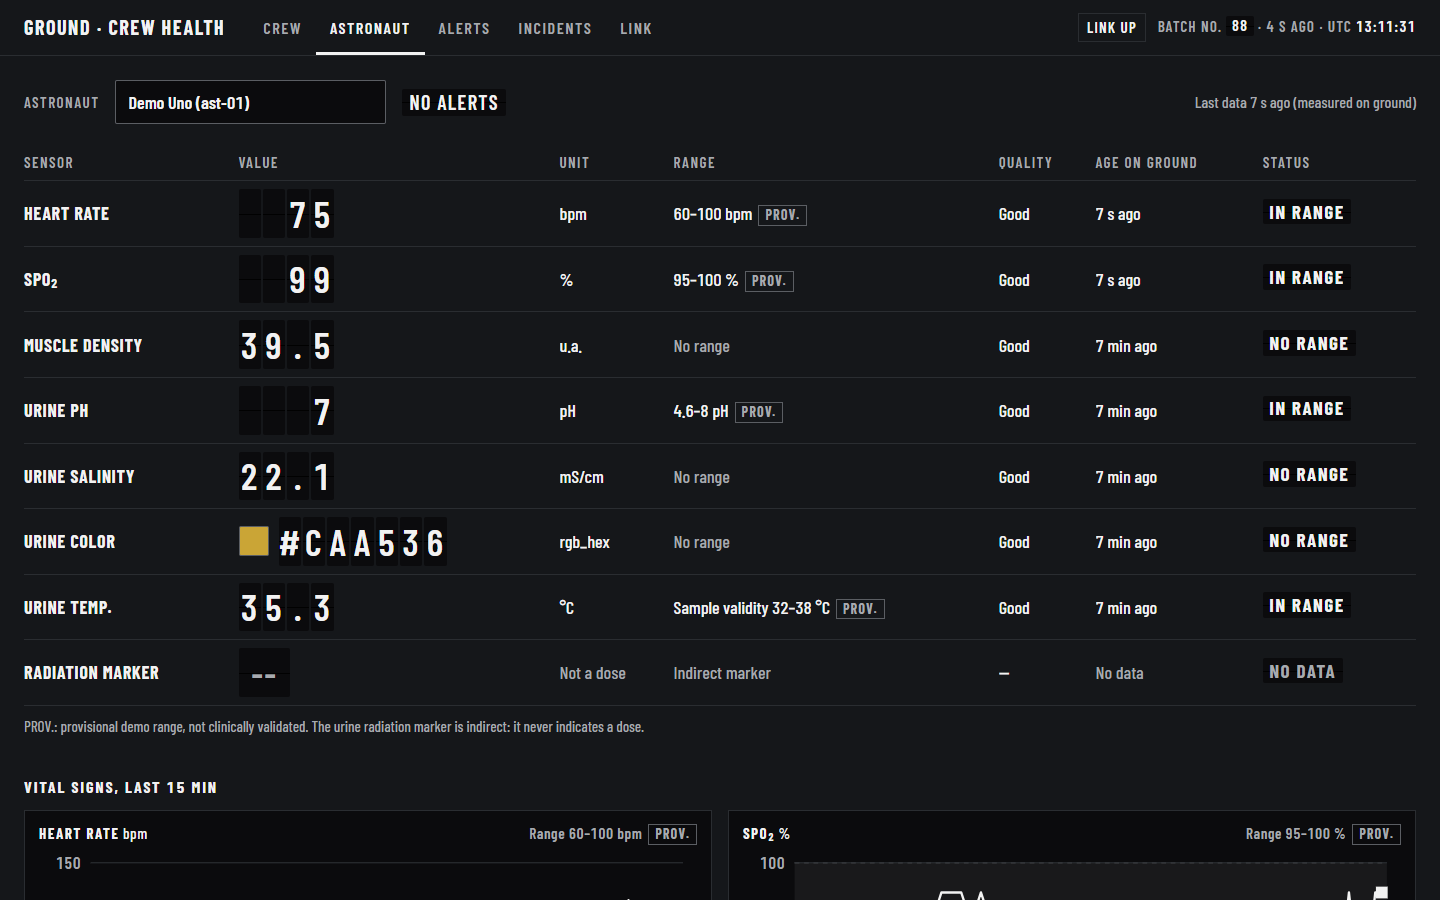 GROUND · CREW HEALTH CREW ASTRONAUT ALERTS INCIDENTS LINK LINK UP BATCH NO. 88 · 4 S AGO · UTC 13:11:31
ASTRONAUT Demo Uno (ast-01) NO ALERTS Last data 7 s ago (measured on ground)
SENSOR VALUE UNIT RANGE QUALITY AGE ON GROUND STATUS
HEART RATE 75 bpm 60–100 bpm PROV. Good 7 s ago IN RANGE
SPO₂ 99 % 95–100 % PROV. Good 7 s ago IN RANGE
MUSCLE DENSITY 39.5 u.a. No range Good 7 min ago NO RANGE
URINE PH 7 pH 4.6–8 pH PROV. Good 7 min ago IN RANGE
URINE SALINITY 22.1 mS/cm No range Good 7 min ago NO RANGE
URINE COLOR #CAA536 rgb_hex No range Good 7 min ago NO RANGE
URINE TEMP. 35.3 °C Sample validity 32–38 °C PROV. Good 7 min ago IN RANGE
RADIATION MARKER -- Not a dose Indirect marker – No data NO DATA
PROV.: provisional demo range, not clinically validated. The urine radiation marker is indirect: it never indicates a dose.
VITAL SIGNS, LAST 15 MIN
HEART RATE bpm Range 60–100 bpm PROV. SPO₂ % Range 95–100 % PROV.
150 100